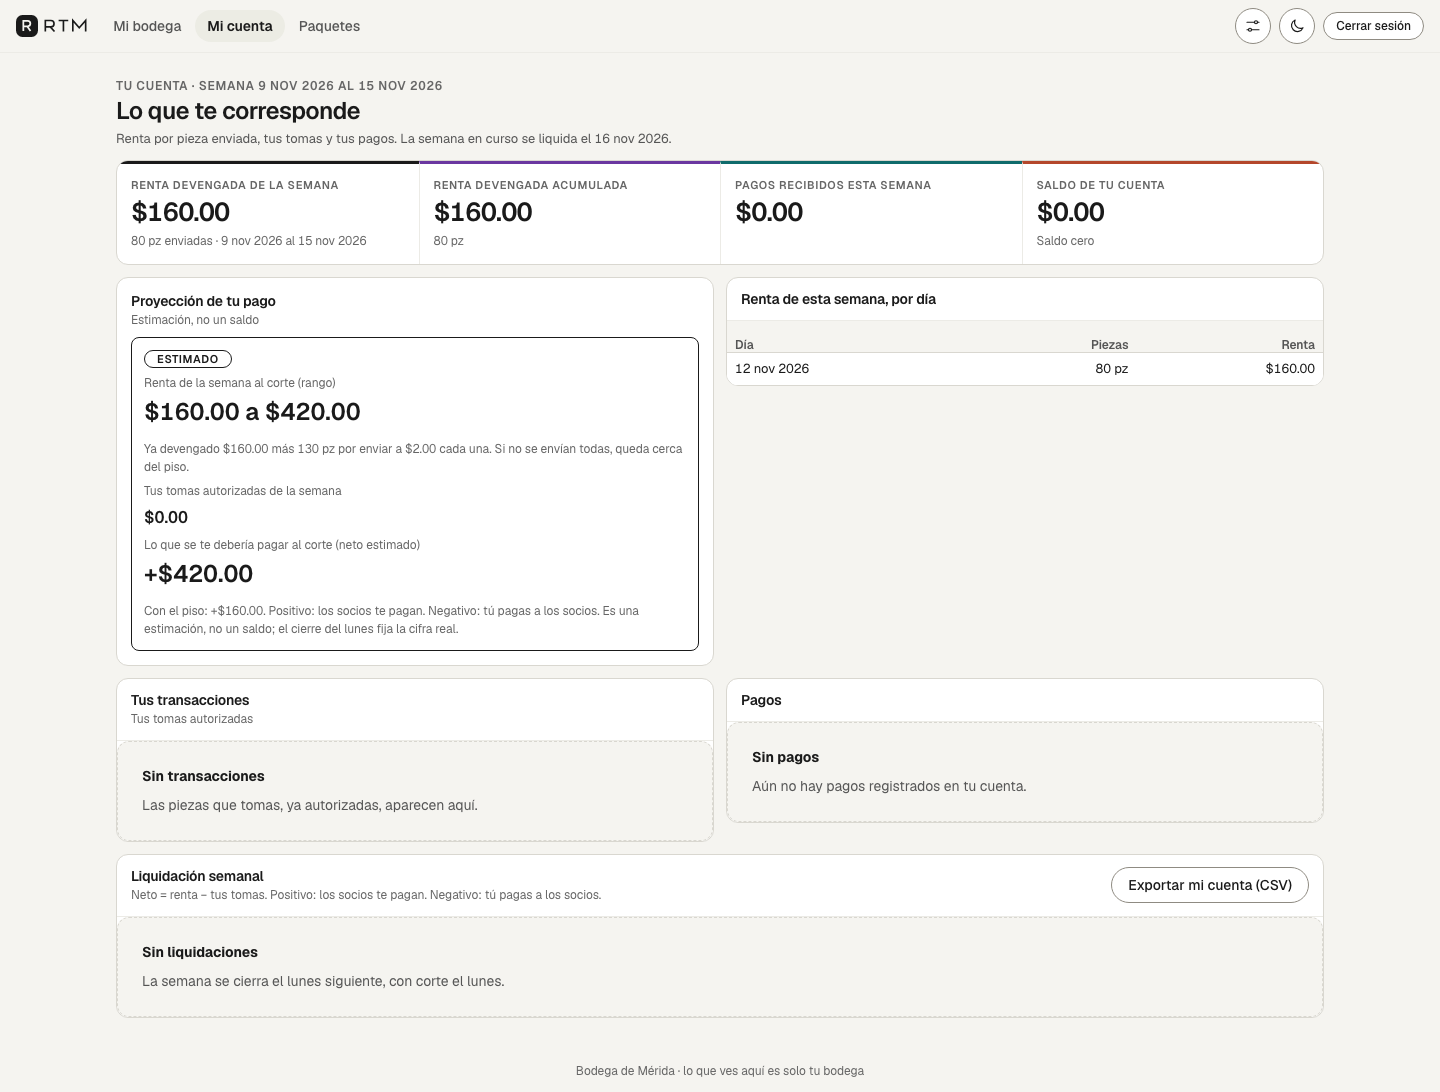 R RTM Mi bodega Mi cuenta Paquetes Cerrar sesión
TU CUENTA · SEMANA 9 NOV 2026 AL 15 NOV 2026
Lo que te corresponde
Renta por pieza enviada, tus tomas y tus pagos. La semana en curso se liquida el 16 nov 2026.
RENTA DEVENGADA DE LA SEMANA
$160.00
80 pz enviadas · 9 nov 2026 al 15 nov 2026
RENTA DEVENGADA ACUMULADA
$160.00
80 pz
PAGOS RECIBIDOS ESTA SEMANA
$0.00
SALDO DE TU CUENTA
$0.00
Saldo cero
Proyección de tu pago
Estimación, no un saldo
ESTIMADO
Renta de la semana al corte (rango)
$160.00 a $420.00
Ya devengado $160.00 más 130 pz por enviar a $2.00 cada una. Si no se envían todas, queda cerca
del piso.
Tus tomas autorizadas de la semana
$0.00
Lo que se te debería pagar al corte (neto estimado)
+$420.00
Con el piso: +$160.00. Positivo: los socios te pagan. Negativo: tú pagas a los socios. Es una
estimación, no un saldo; el cierre del lunes fija la cifra real.
Renta de esta semana, por día
Día Piezas Renta
12 nov 2026 80 pz $160.00
Tus transacciones
Tus tomas autorizadas
Sin transacciones
Las piezas que tomas, ya autorizadas, aparecen aquí.
Pagos
Sin pagos
Aún no hay pagos registrados en tu cuenta.
Liquidación semanal
Neto = renta − tus tomas. Positivo: los socios te pagan. Negativo: tú pagas a los socios.
Exportar mi cuenta (CSV)
Sin liquidaciones
La semana se cierra el lunes siguiente, con corte el lunes.
Bodega de Mérida · lo que ves aquí es solo tu bodega